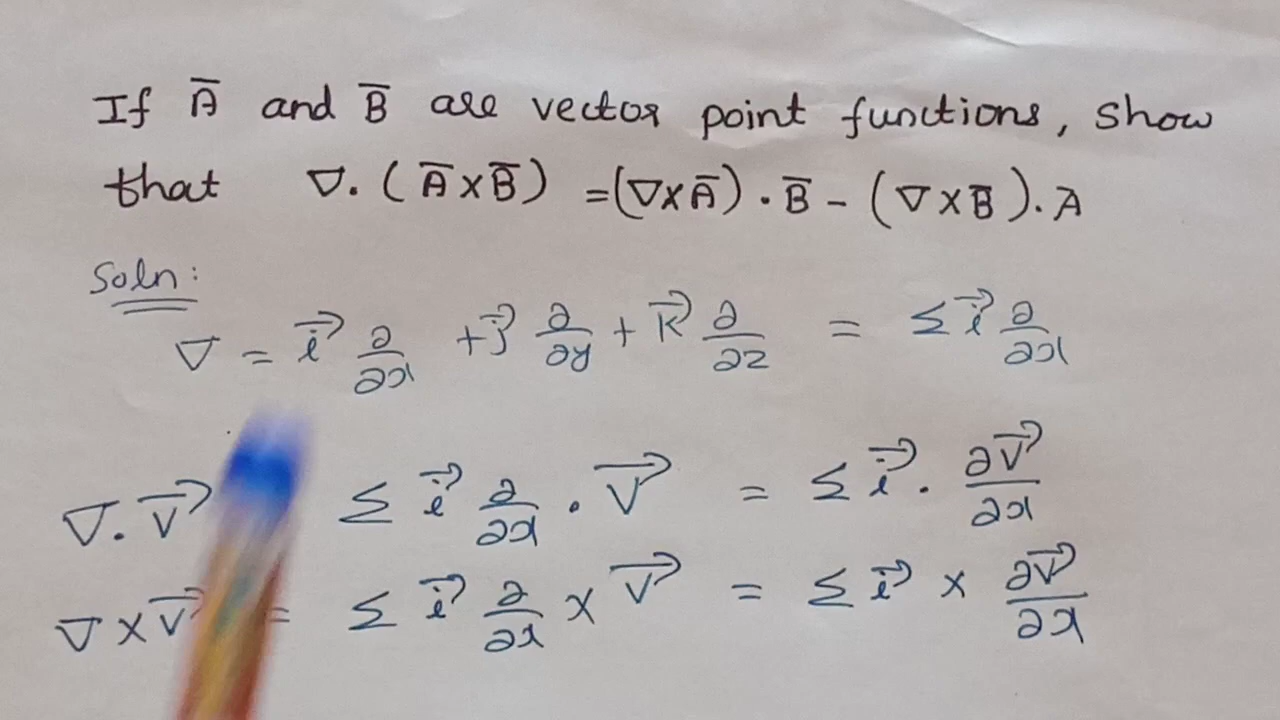 If A̅ and B̅ are vector point functions, show
that ∇.(A̅×B̅) =(∇×A̅).B̅-(∇×B̅).A
Soln:
∇ = i⃗ ∂/∂x +j⃗ ∂/∂y + k⃗ ∂/∂z = Σ i⃗ ∂/∂x
∇.V⃗ Σ i⃗ ∂/∂x . V⃗ = Σ i⃗ . ∂V⃗/∂x
∇×V⃗ = Σ i⃗ ∂/∂x × V⃗ = Σ i⃗ × ∂V⃗/∂x